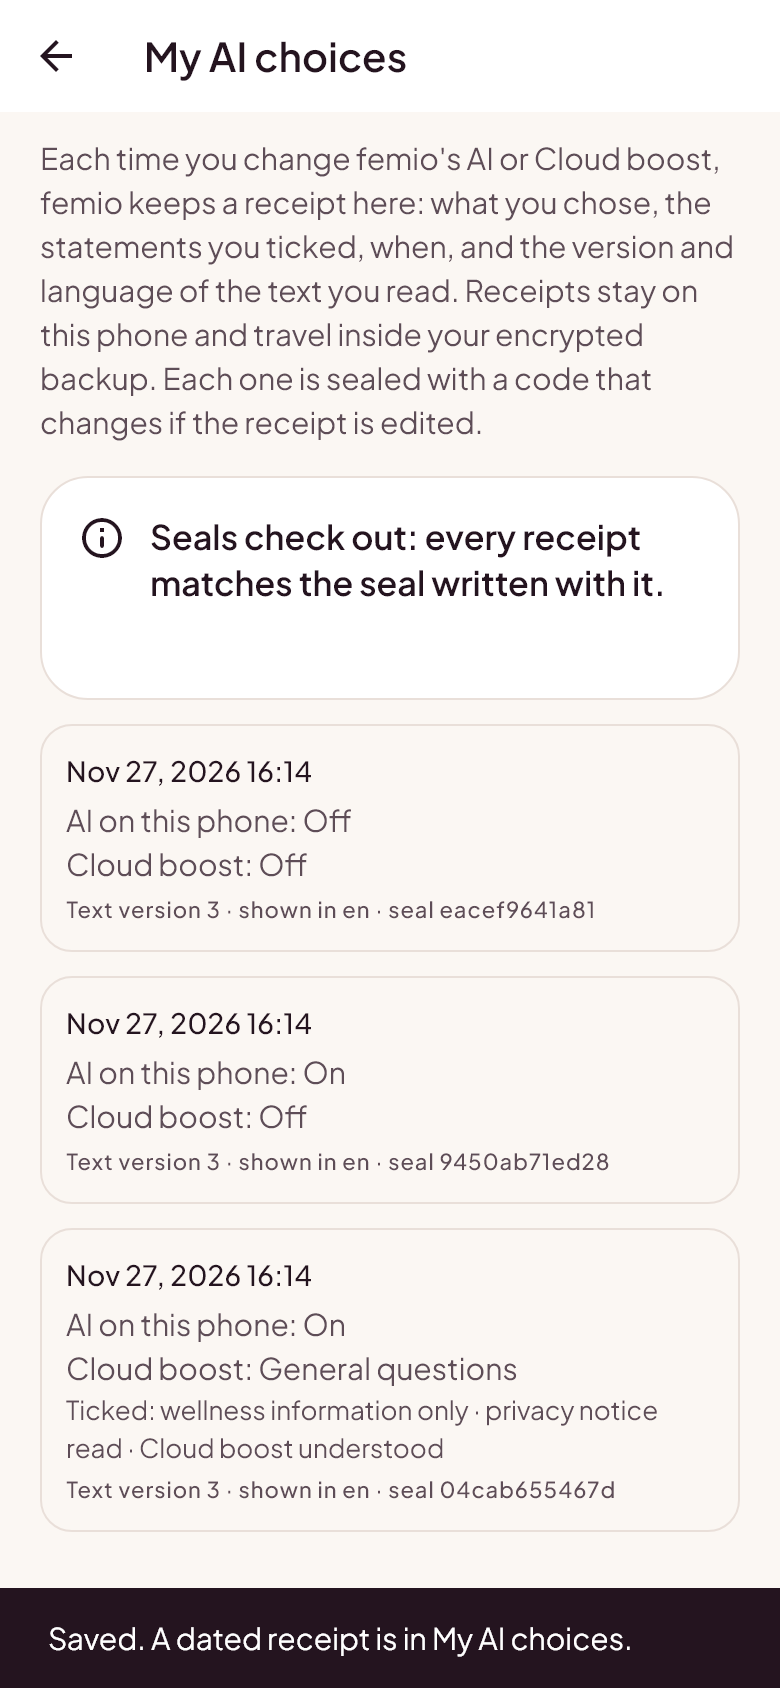 My AI choices
Each time you change femio's AI or Cloud boost,
femio keeps a receipt here: what you chose, the
statements you ticked, when, and the version and
language of the text you read. Receipts stay on
this phone and travel inside your encrypted
backup. Each one is sealed with a code that
changes if the receipt is edited.
Seals check out: every receipt
matches the seal written with it.
Nov 27, 2026 16:14
AI on this phone: Off
Cloud boost: Off
Text version 3 · shown in en · seal eacef9641a81
Nov 27, 2026 16:14
AI on this phone: On
Cloud boost: Off
Text version 3 · shown in en · seal 9450ab71ed28
Nov 27, 2026 16:14
AI on this phone: On
Cloud boost: General questions
Ticked: wellness information only · privacy notice
read · Cloud boost understood
Text version 3 · shown in en · seal 04cab655467d
Saved. A dated receipt is in My AI choices.